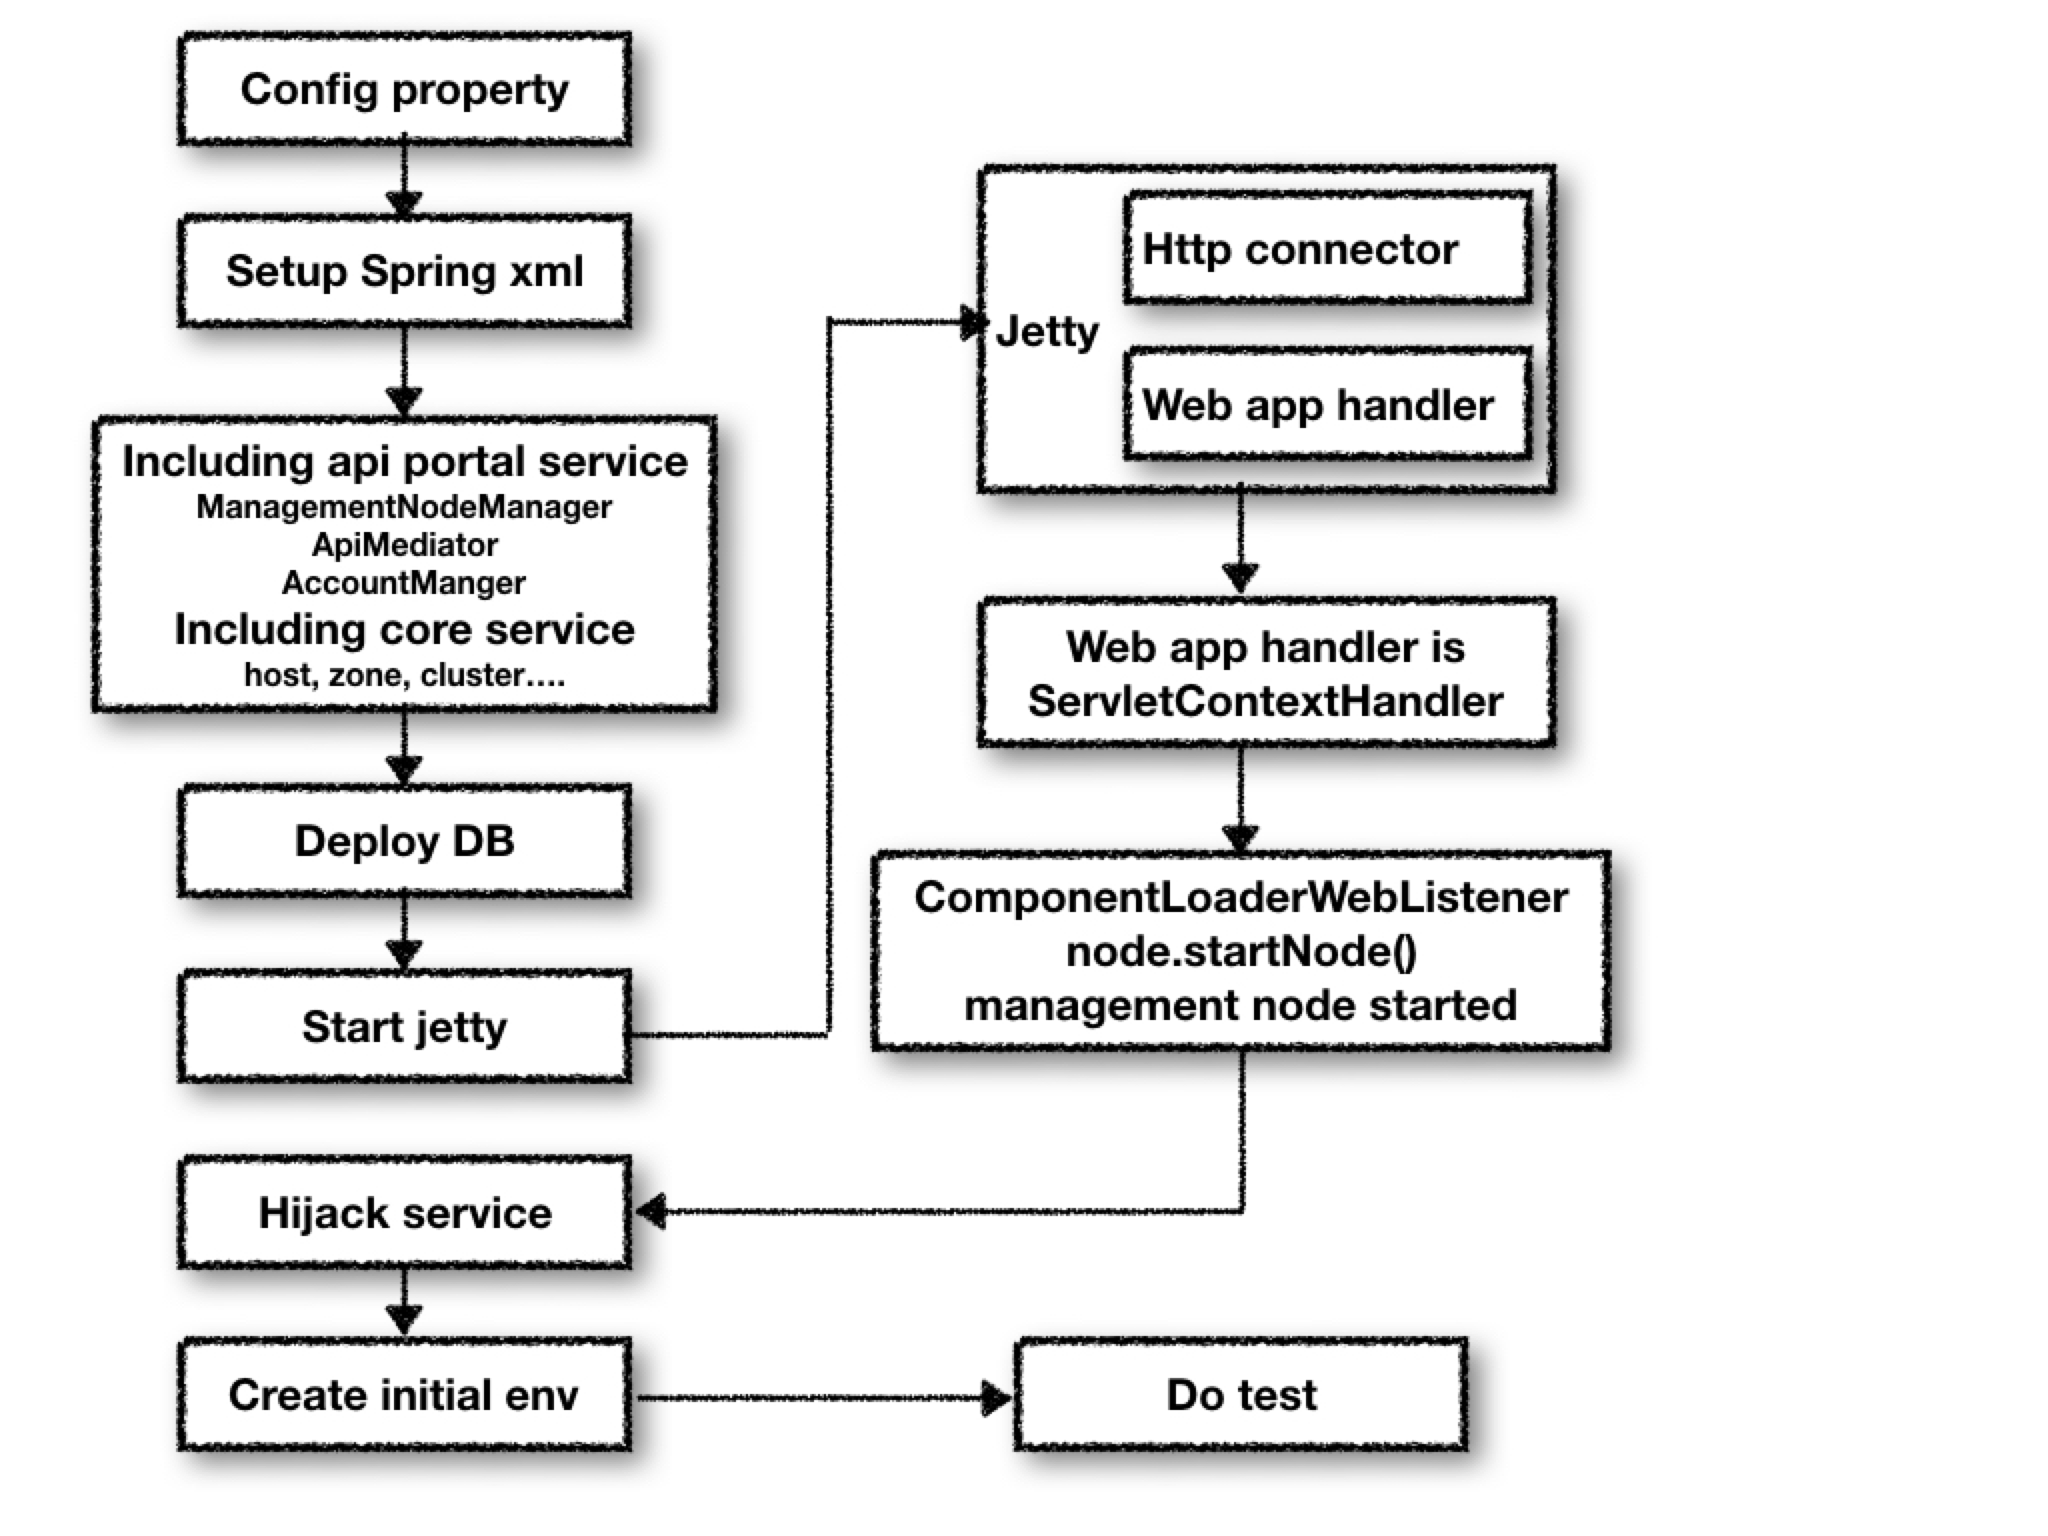 Config property
Setup Spring xml
Including api portal service
ManagementNodeManager
ApiMediator
AccountManger
Including core service
host, zone, cluster....
Deploy DB
Start jetty
Jetty
Http connector
Web app handler
Web app handler is
ServletContextHandler
ComponentLoaderWebListener
node.startNode()
management node started
Hijack service
Create initial env
Do test